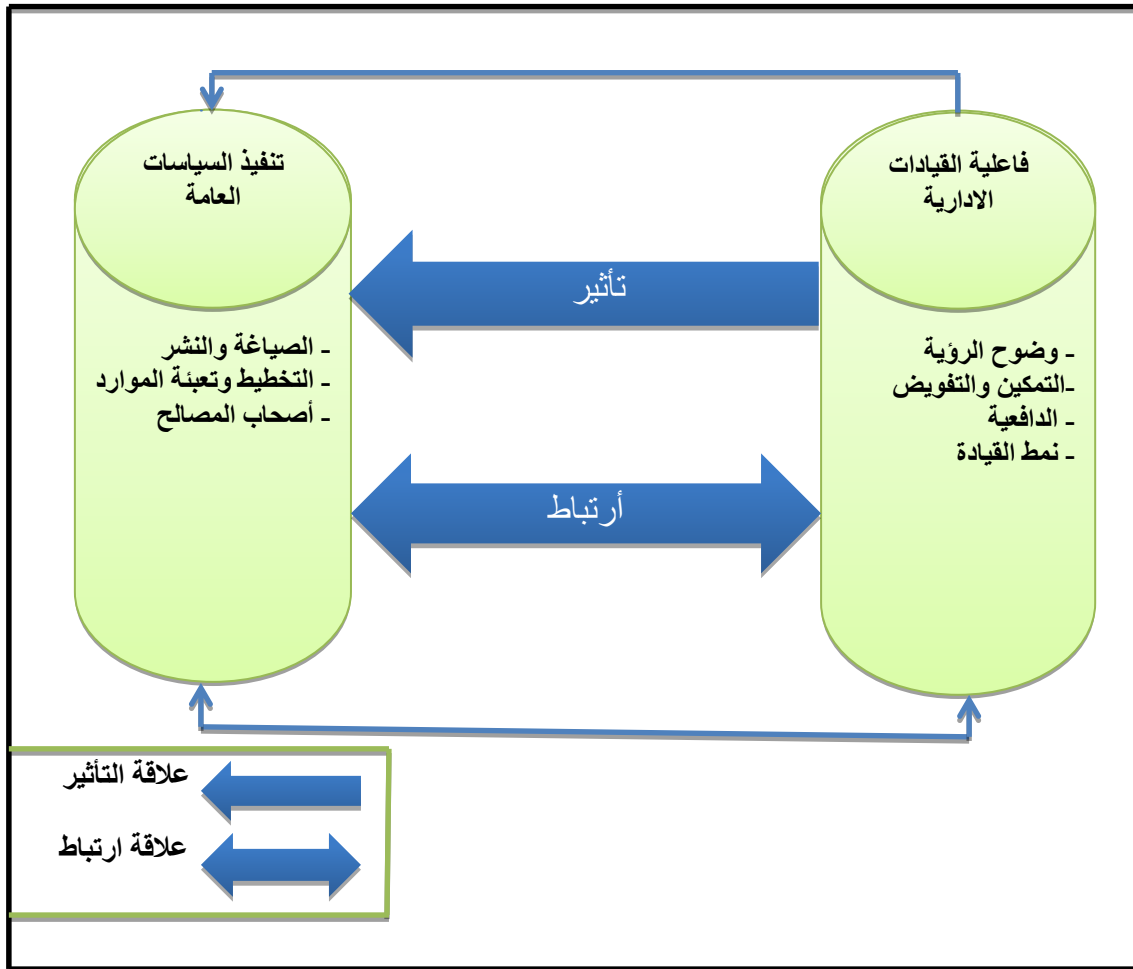 فاعلية القيادات
الادارية
تنفيذ السياسات
العامة
تأثير
- وضوح الرؤية
-التمكين والتفويض
- الدافعية
- نمط القيادة
- الصياغة والنشر
- التخطيط وتعبئة الموارد
- أصحاب المصالح
أرتباط
علاقة التأثير
علاقة ارتباط